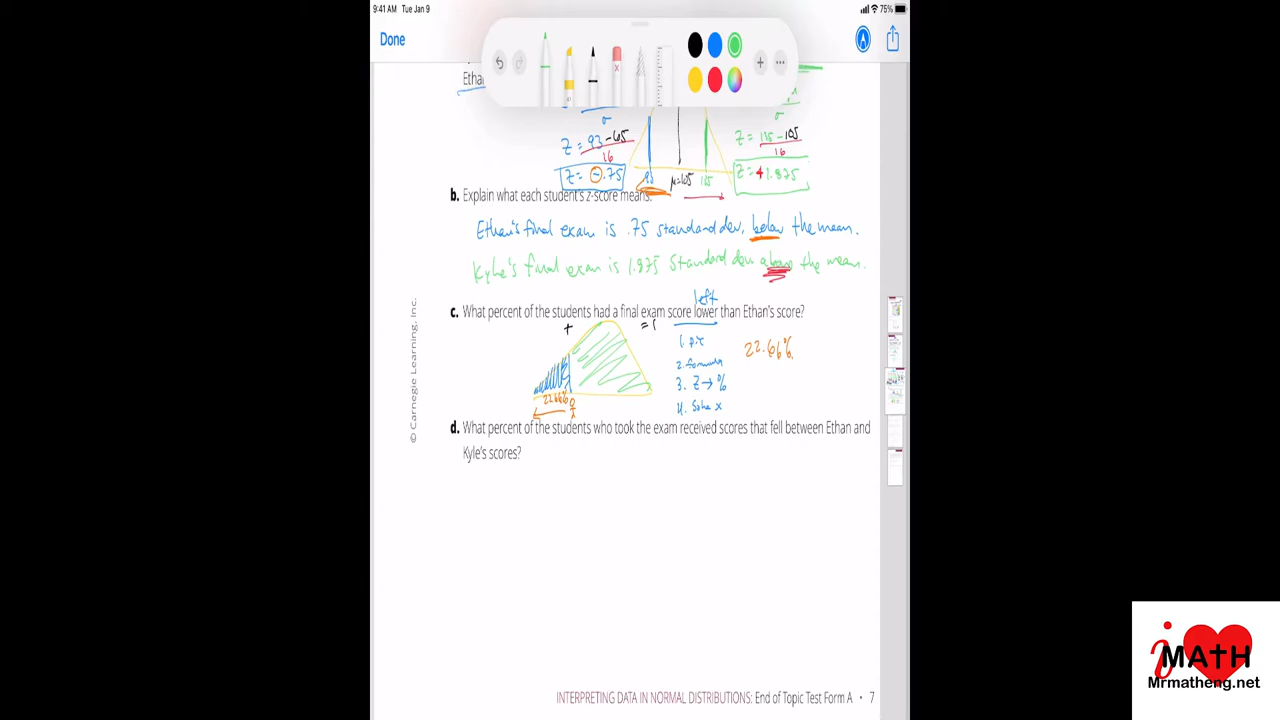 9:41 AM Tue Jan 9
75%
Done
Ethan
σ
σ
Z = 93 - 105
16
Z = 135 - 105
16
Z = - .75
93
μ=105
135
Z = + 1.875
b. Explain what each student's z-score means.
Ethan's final exam is .75 standard dev. below the mean.
Kyle's final exam is 1.875 standard dev above the mean.
left
c. What percent of the students had a final exam score lower than Ethan's score?
+
1. pic
22.66%
2. formula
3. Z → %
22.66%
4. Solve x
d. What percent of the students who took the exam received scores that fell between Ethan and
Kyle's scores?
© Carnegie Learning, Inc.
INTERPRETING DATA IN NORMAL DISTRIBUTIONS: End of Topic Test Form A • 7
i
MATH
Mrmatheng.net